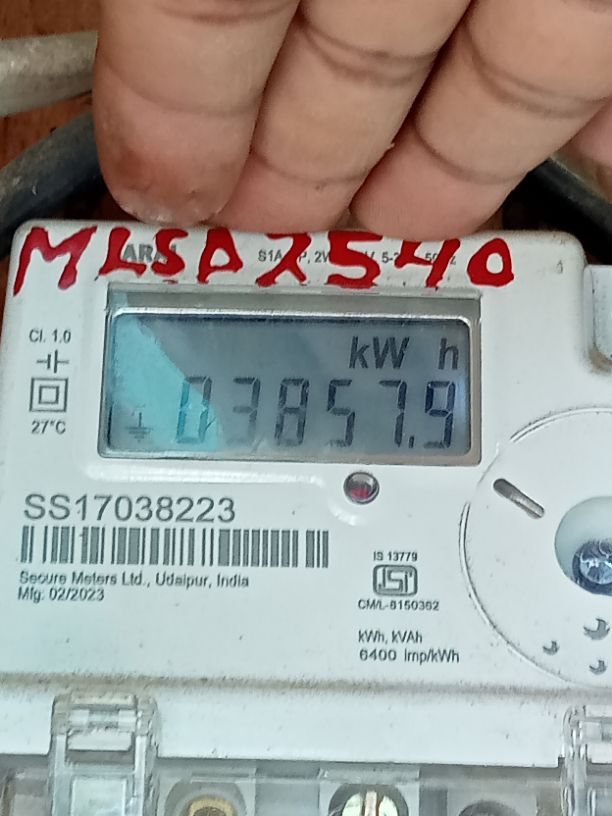 MLSDX2540
Cl. 1.0
27°C
kW h
03857.9
SS17038223
Secure Meters Ltd., Udaipur, India
Mfg: 02/2023
IS 13779
CM/L-8150362
kWh, kVAh
6400 Imp/kWh